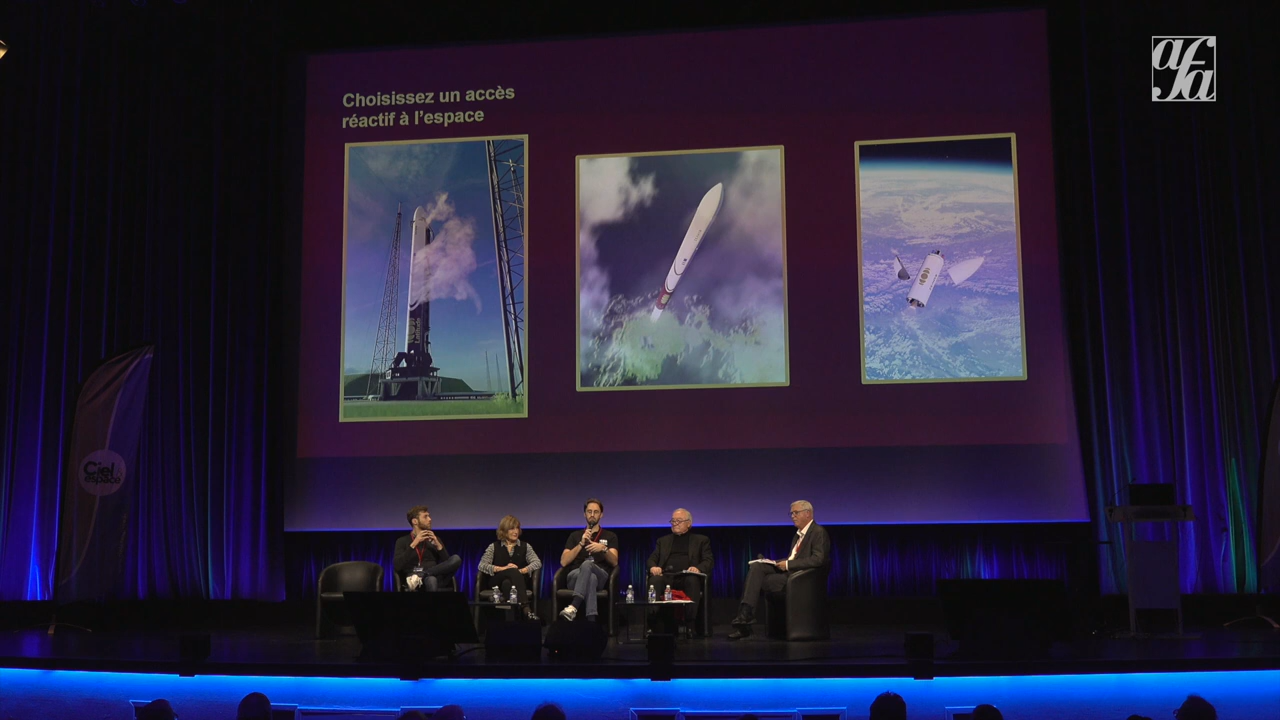 Choisissez un accès
réactif à l'espace
afa
Ciel &
espace